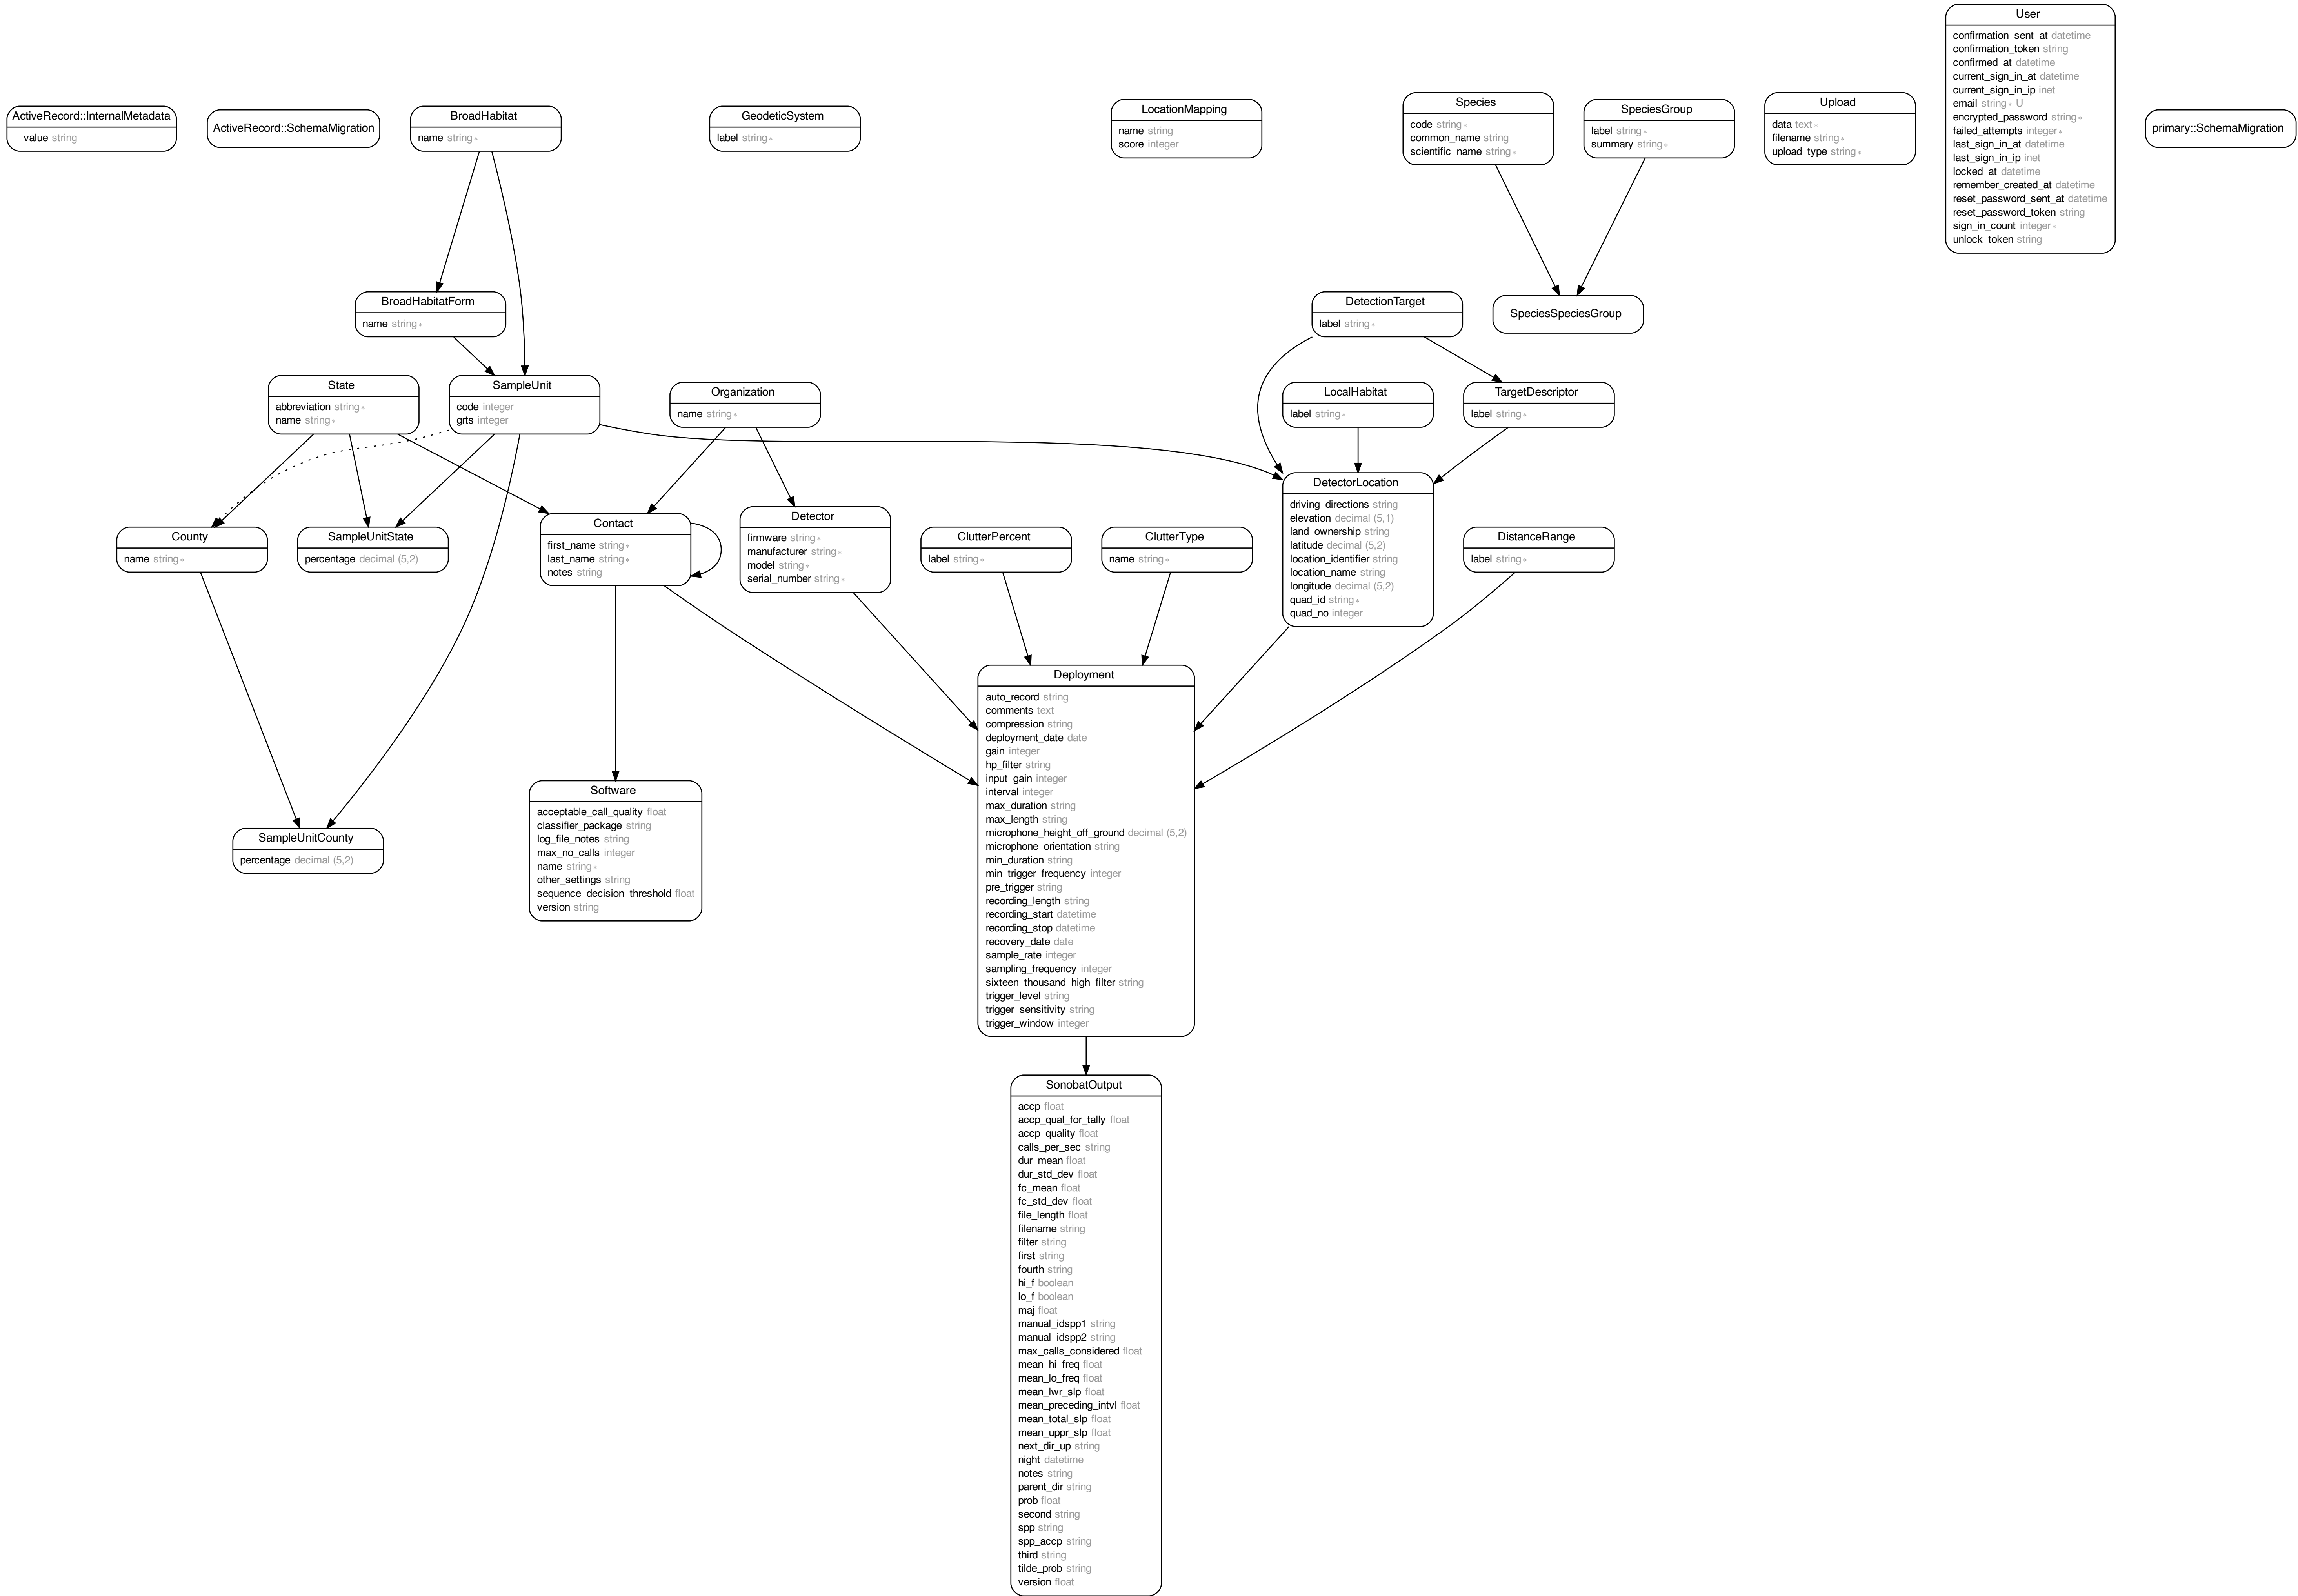 User
confirmation_sent_at datetime
confirmation_token string
confirmed_at datetime
current_sign_in_at datetime
current_sign_in_ip inet
email string * U
encrypted_password string *
failed_attempts integer *
last_sign_in_at datetime
last_sign_in_ip inet
locked_at datetime
remember_created_at datetime
reset_password_sent_at datetime
reset_password_token string
sign_in_count integer *
unlock_token string
ActiveRecord::InternalMetadata
value string
ActiveRecord::SchemaMigration
BroadHabitat
name string *
GeodeticSystem
label string *
LocationMapping
name string
score integer
Species
code string *
common_name string
scientific_name string *
SpeciesGroup
label string *
summary string *
Upload
data text *
filename string *
upload_type string *
primary::SchemaMigration
BroadHabitatForm
name string *
DetectionTarget
label string *
SpeciesSpeciesGroup
State
abbreviation string *
name string *
SampleUnit
code integer
grts integer
Organization
name string *
LocalHabitat
label string *
TargetDescriptor
label string *
County
name string *
SampleUnitState
percentage decimal (5,2)
Contact
first_name string *
last_name string *
notes string
Detector
firmware string *
manufacturer string *
model string *
serial_number string *
ClutterPercent
label string *
ClutterType
name string *
DetectorLocation
driving_directions string
elevation decimal (5,1)
land_ownership string
latitude decimal (5,2)
location_identifier string
location_name string
longitude decimal (5,2)
quad_id string *
quad_no integer
DistanceRange
label string *
Deployment
auto_record string
comments text
compression string
deployment_date date
gain integer
hp_filter string
input_gain integer
interval integer
max_duration string
max_length string
microphone_height_off_ground decimal (5,2)
microphone_orientation string
min_duration string
min_trigger_frequency integer
pre_trigger string
recording_length string
recording_start datetime
recording_stop datetime
recovery_date date
sample_rate integer
sampling_frequency integer
sixteen_thousand_high_filter string
trigger_level string
trigger_sensitivity string
trigger_window integer
Software
acceptable_call_quality float
classifier_package string
log_file_notes string
max_no_calls integer
name string *
other_settings string
sequence_decision_threshold float
version string
SampleUnitCounty
percentage decimal (5,2)
SonobatOutput
accp float
accp_qual_for_tally float
accp_quality float
calls_per_sec string
dur_mean float
dur_std_dev float
fc_mean float
fc_std_dev float
file_length float
filename string
filter string
first string
fourth string
hi_f boolean
lo_f boolean
maj float
manual_idspp1 string
manual_idspp2 string
max_calls_considered float
mean_hi_freq float
mean_lo_freq float
mean_lwr_slp float
mean_preceding_intvl float
mean_total_slp float
mean_uppr_slp float
next_dir_up string
night datetime
notes string
parent_dir string
prob float
second string
spp string
spp_accp string
third string
tilde_prob string
version float